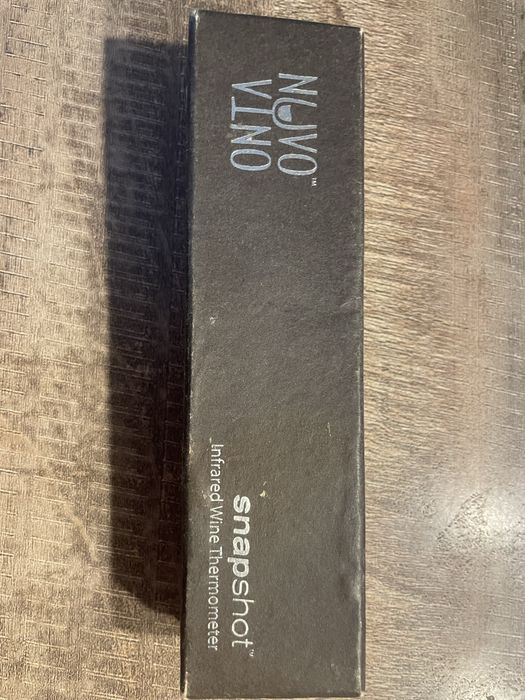 NUVO
VINO™
snapshot™
Infrared Wine Thermometer